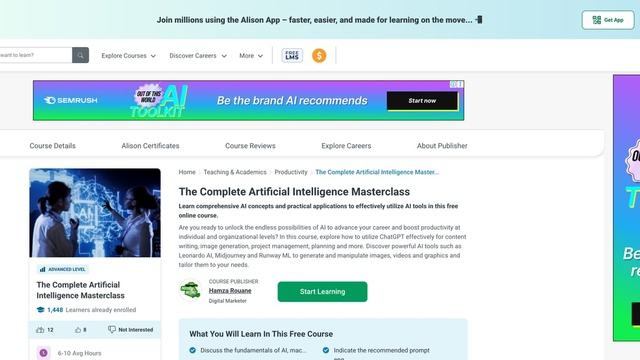 Join millions using the Alison App – faster, easier, and made for learning on the move...
Get App
want to learn?
Explore Courses
Discover Careers
More
FREE
LMS
SEMRUSH
OUT OF THIS
WORLD
AI
TOOLKIT
Be the brand AI recommends
Start now
Course Details
Alison Certificates
Course Reviews
Explore Careers
About Publisher
Home
Teaching & Academics
Productivity
The Complete Artificial Intelligence Master...
The Complete Artificial Intelligence Masterclass
Learn comprehensive AI concepts and practical applications to effectively utilize AI tools in this free
online course.
Are you ready to unlock the endless possibilities of AI to advance your career and boost productivity at
individual and organizational levels? In this course, explore how to utilize ChatGPT effectively for content
writing, image generation, project management, planning and more. Discover powerful AI tools such as
Leonardo AI, Midjourney and Runway ML to generate and manipulate images, videos and graphics and
tailor them to your needs.
COURSE PUBLISHER
Hamza Rouane
Digital Marketer
Start Learning
ADVANCED LEVEL
The Complete Artificial
Intelligence Masterclass
1,448 Learners already enrolled
12
8
Not Interested
6-10 Avg Hours
What You Will Learn In This Free Course
Discuss the fundamentals of AI, mac...
Indicate the recommended prompt